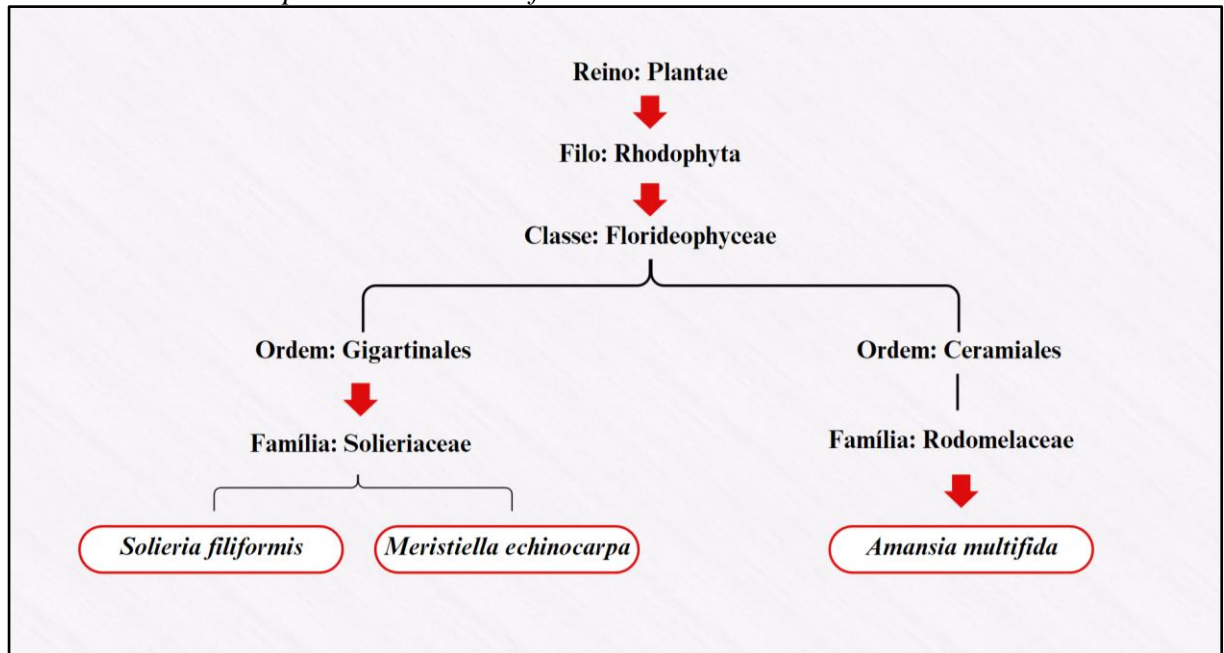 Reino: Plantae
Filo: Rhodophyta
Classe: Florideophyceae
Ordem: Gigartinales
Ordem: Ceramiales
Família: Solieriaceae
Família: Rodomelaceae
Solieria filiformis
Meristiella echinocarpa
Amansia multifida